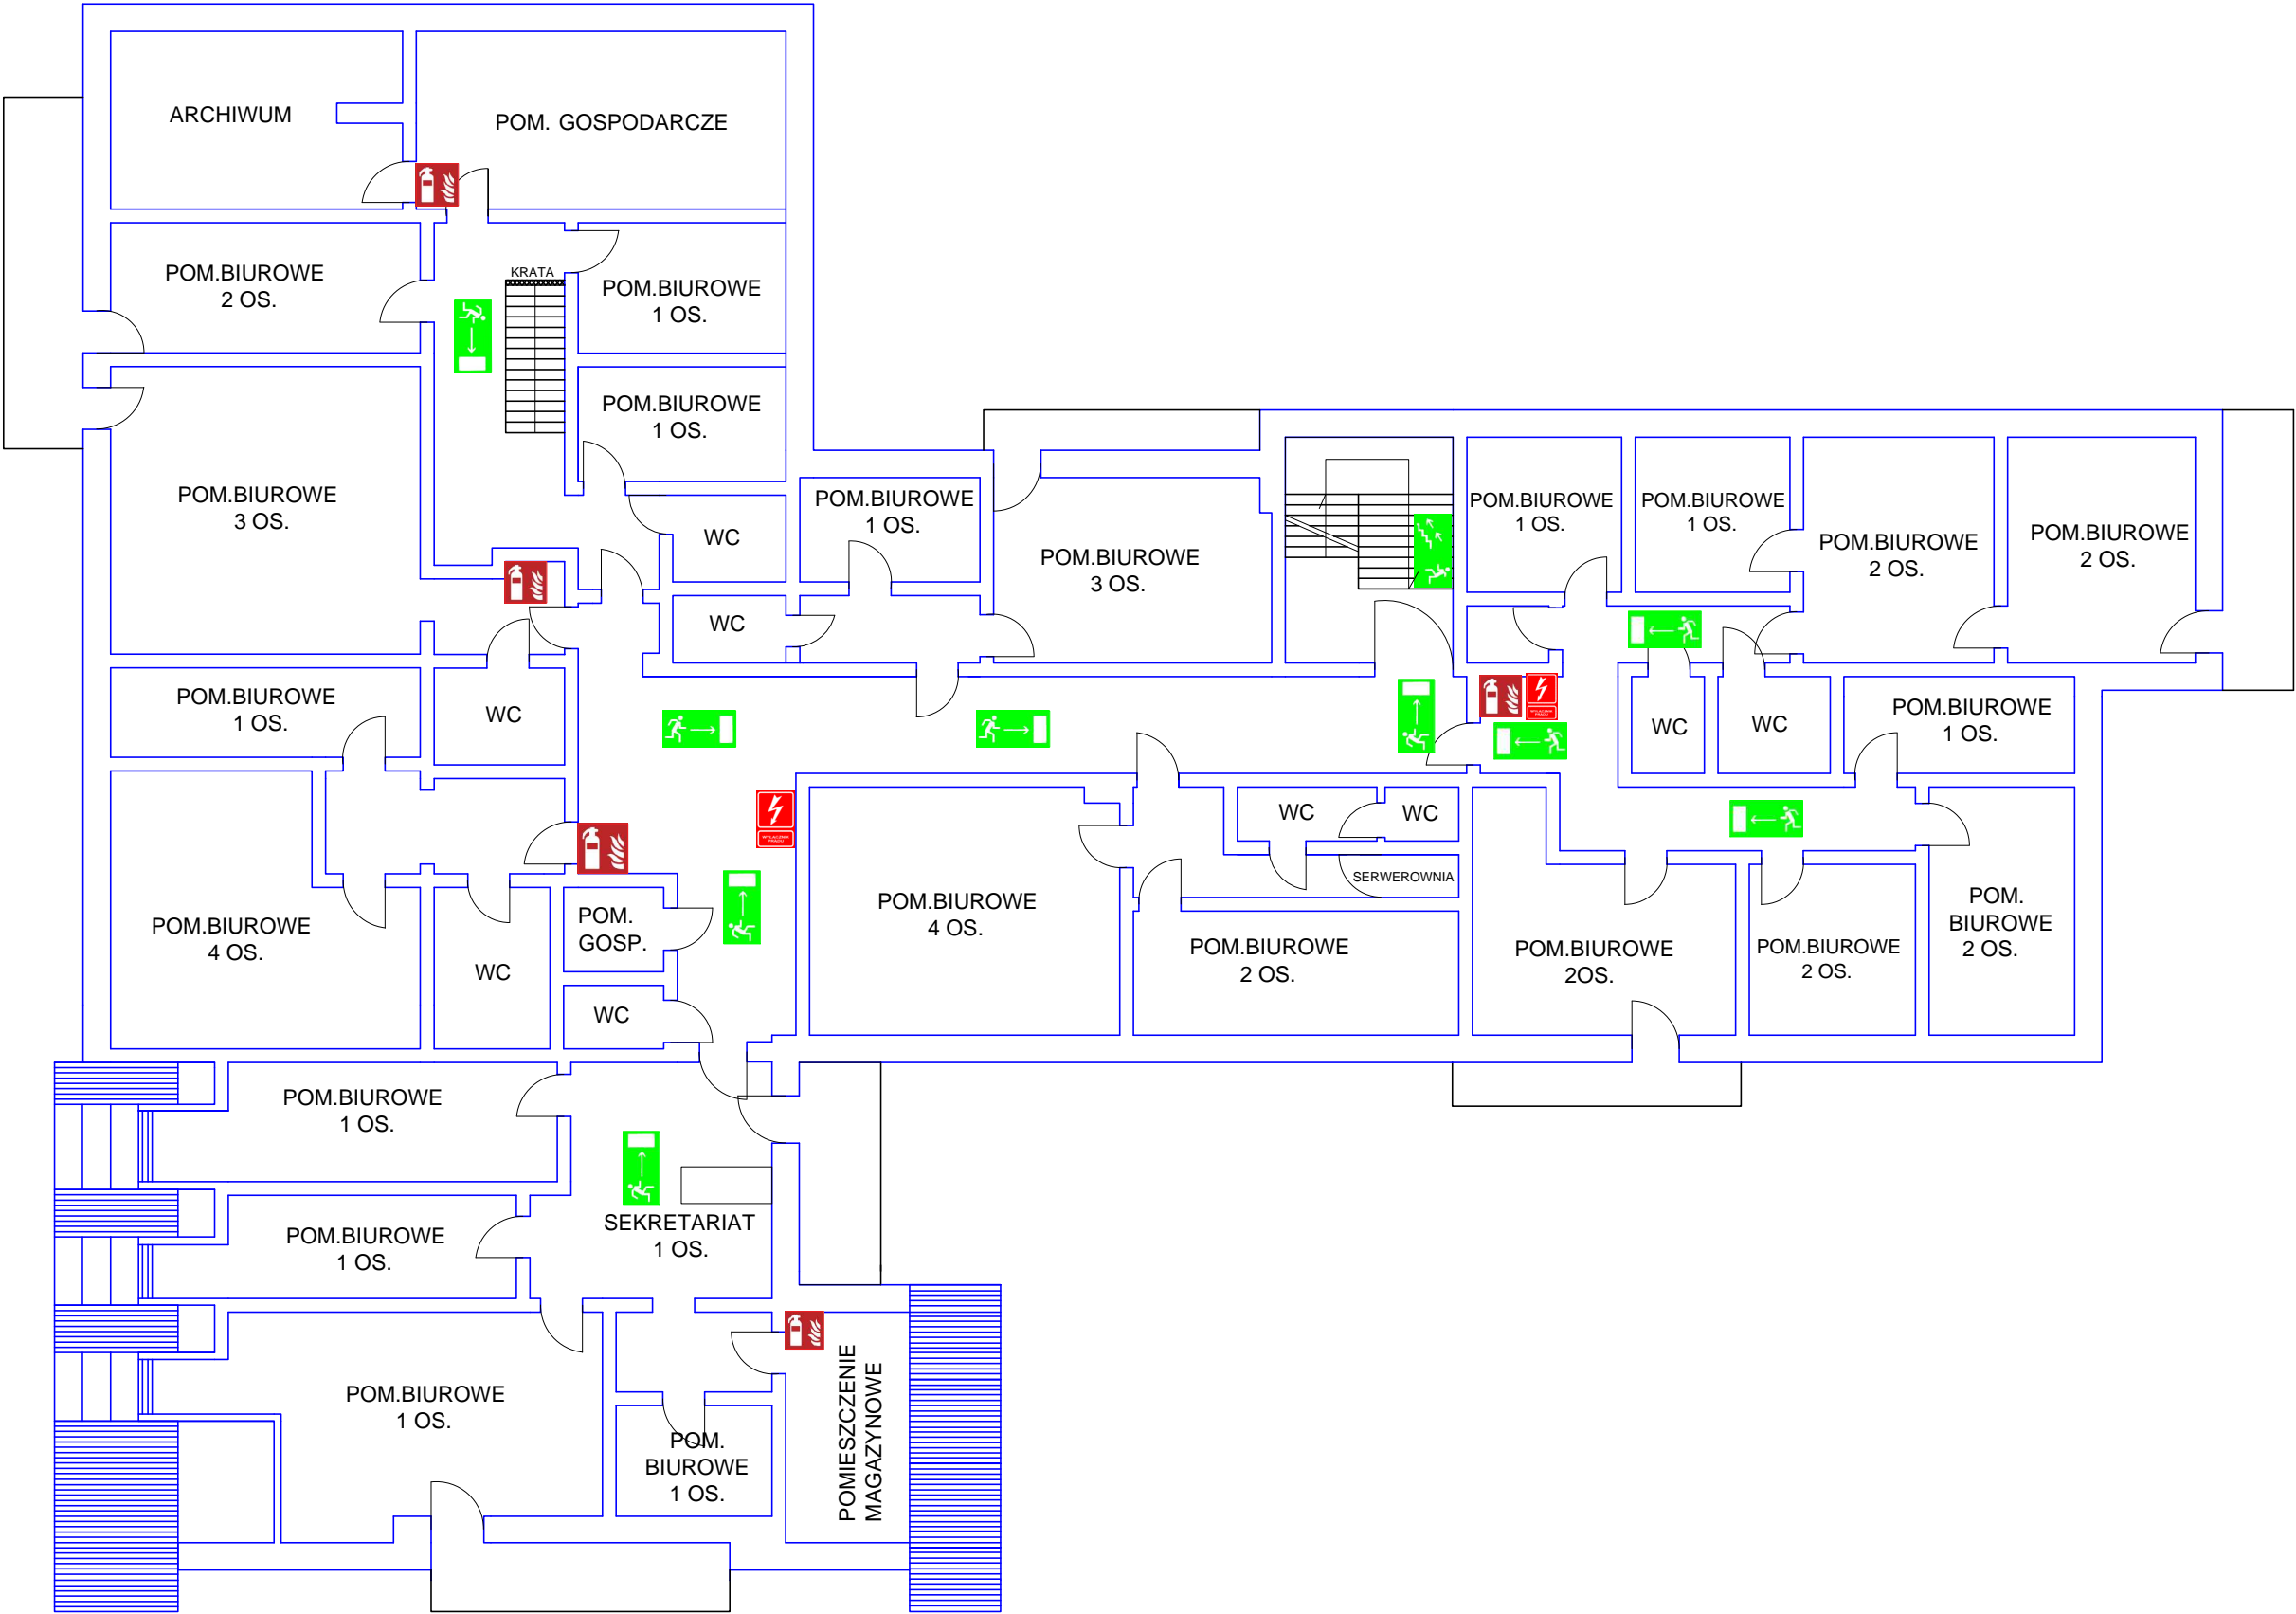 ARCHIWUM
POM. GOSPODARCZE
POM.BIUROWE
2 OS.
KRATA
POM.BIUROWE
1 OS.
POM.BIUROWE
1 OS.
POM.BIUROWE
3 OS.
WC
POM.BIUROWE
1 OS.
POM.BIUROWE
3 OS.
POM.BIUROWE
1 OS.
POM.BIUROWE
1 OS.
POM.BIUROWE
2 OS.
POM.BIUROWE
2 OS.
WC
POM.BIUROWE
1 OS.
WC
WC
WC
POM.BIUROWE
1 OS.
POM.BIUROWE
4 OS.
WC
POM.
GOSP.
WC
WYŁĄCZNIK
PRĄDU
WYŁĄCZNIK
PRĄDU
POM.BIUROWE
4 OS.
WC
WC
SERWEROWNIA
POM.BIUROWE
2 OS.
POM.BIUROWE
2OS.
POM.BIUROWE
2 OS.
POM.
BIUROWE
2 OS.
POM.BIUROWE
1 OS.
POM.BIUROWE
1 OS.
SEKRETARIAT
1 OS.
POM.BIUROWE
1 OS.
POM.
BIUROWE
1 OS.
POMIESZCZENIE
MAGAZYNOWE